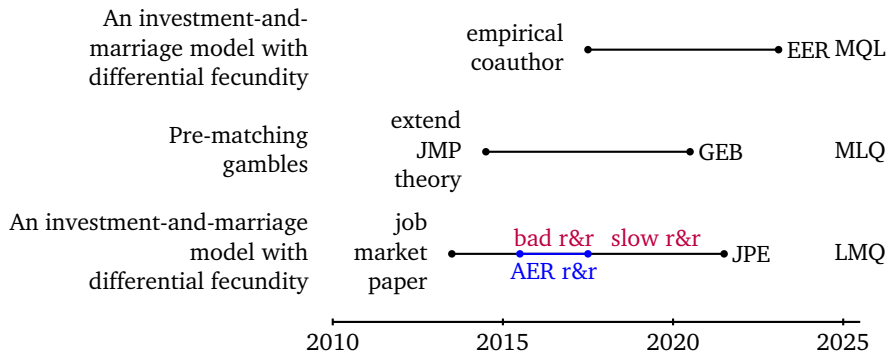 An investment-and-
marriage model with
differential fecundity
empirical
coauthor
EER
MQL
Pre-matching
gambles
extend
JMP
theory
GEB
MLQ
An investment-and-marriage
model with
differential fecundity
job
market
paper
bad r&r
slow r&r
AER r&r
JPE
LMQ
2010
2015
2020
2025